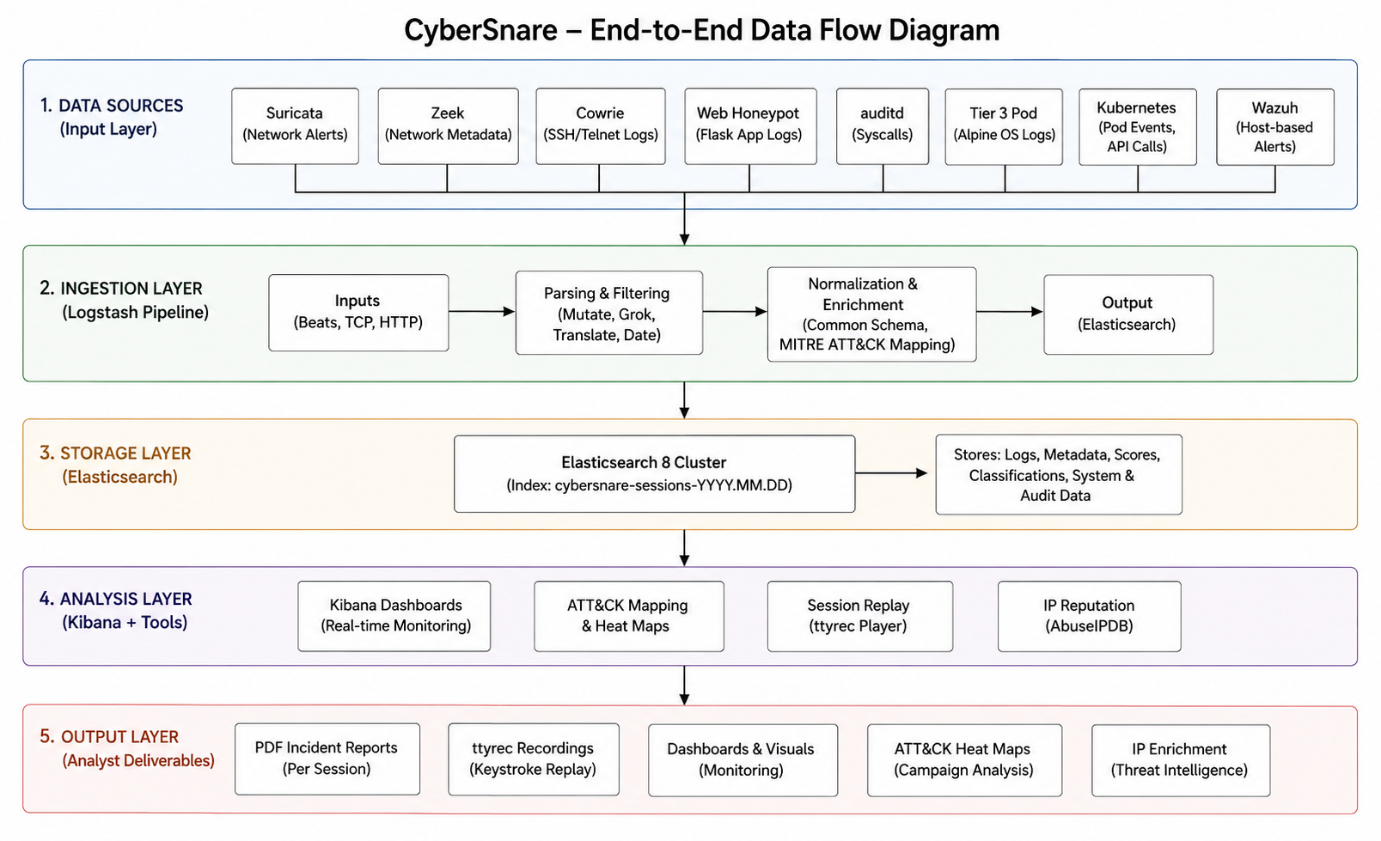 CyberSnare – End-to-End Data Flow Diagram
1. DATA SOURCES
(Input Layer)
Suricata
(Network Alerts)
Zeek
(Network Metadata)
Cowrie
(SSH/Telnet Logs)
Web Honeypot
(Flask App Logs)
auditd
(Syscalls)
Tier 3 Pod
(Alpine OS Logs)
Kubernetes
(Pod Events,
API Calls)
Wazuh
(Host-based
Alerts)
2. INGESTION LAYER
(Logstash Pipeline)
Inputs
(Beats, TCP, HTTP)
Parsing & Filtering
(Mutate, Grok,
Translate, Date)
Normalization &
Enrichment
(Common Schema,
MITRE ATT&CK Mapping)
Output
(Elasticsearch)
3. STORAGE LAYER
(Elasticsearch)
Elasticsearch 8 Cluster
(Index: cybersnare-sessions-YYYY.MM.DD)
Stores: Logs, Metadata, Scores,
Classifications, System &
Audit Data
4. ANALYSIS LAYER
(Kibana + Tools)
Kibana Dashboards
(Real-time Monitoring)
ATT&CK Mapping
& Heat Maps
Session Replay
(ttyrec Player)
IP Reputation
(AbuseIPDB)
5. OUTPUT LAYER
(Analyst Deliverables)
PDF Incident Reports
(Per Session)
ttyrec Recordings
(Keystroke Replay)
Dashboards & Visuals
(Monitoring)
ATT&CK Heat Maps
(Campaign Analysis)
IP Enrichment
(Threat Intelligence)